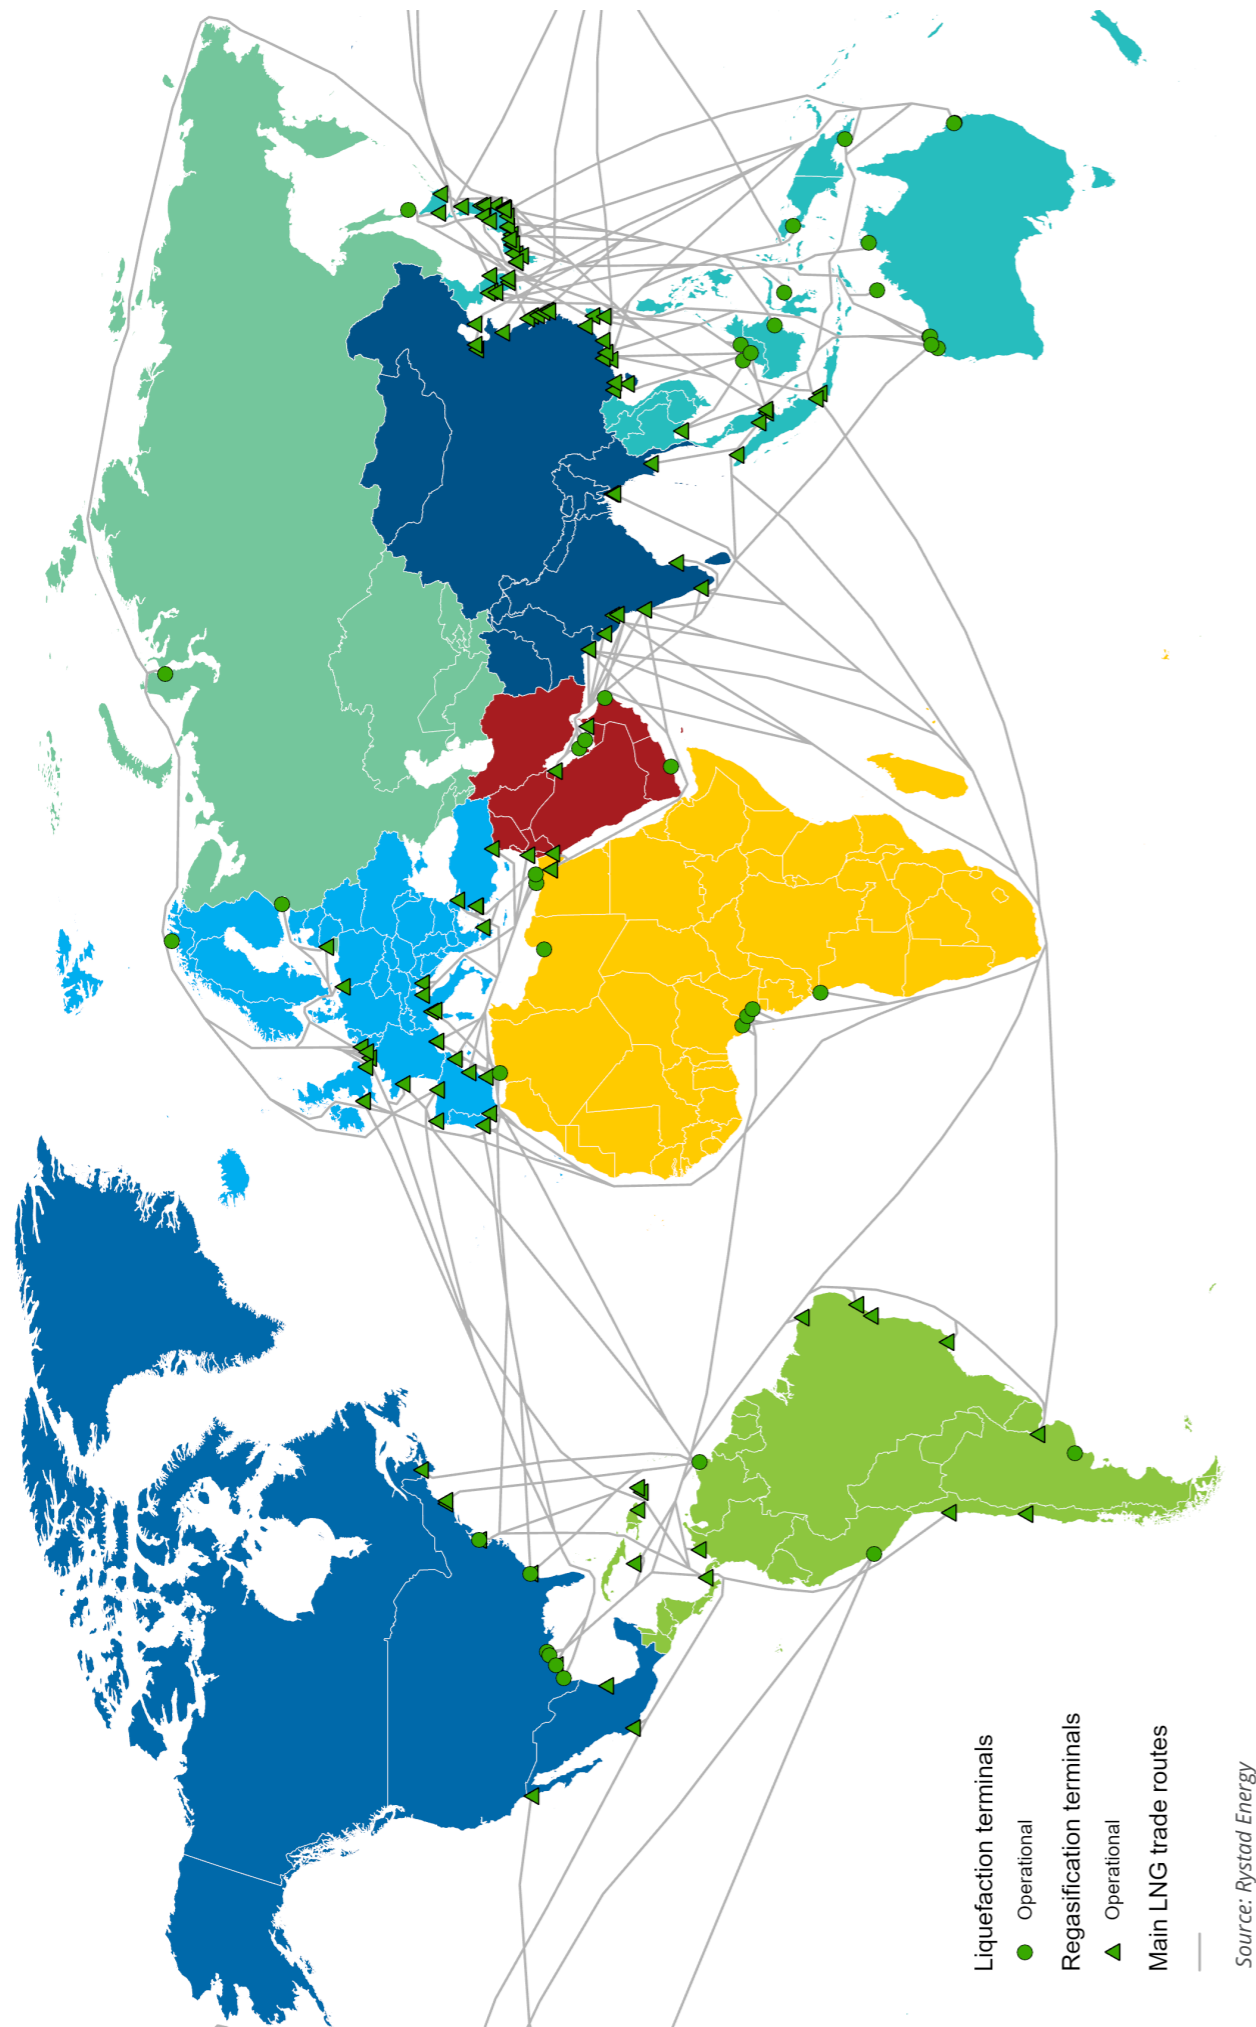 Liquefaction terminals
Operational
Regasification terminals
Operational
Main LNG trade routes
Source: Rystad Energy